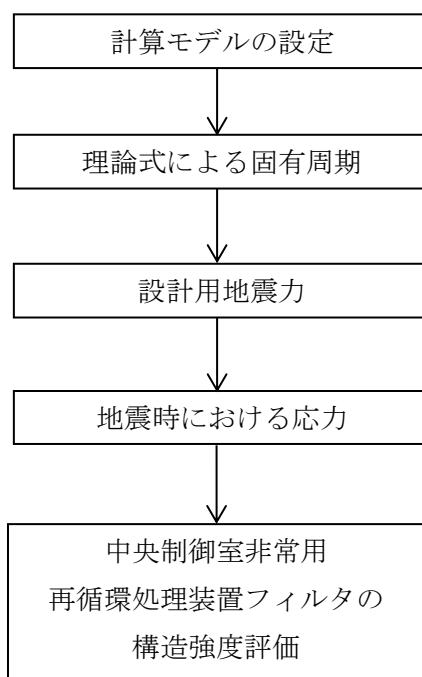 計算モデルの設定
理論式による固有周期
設計用地震力
地震時における応力
中央制御室非常用
再循環処理装置フィルタの
構造強度評価